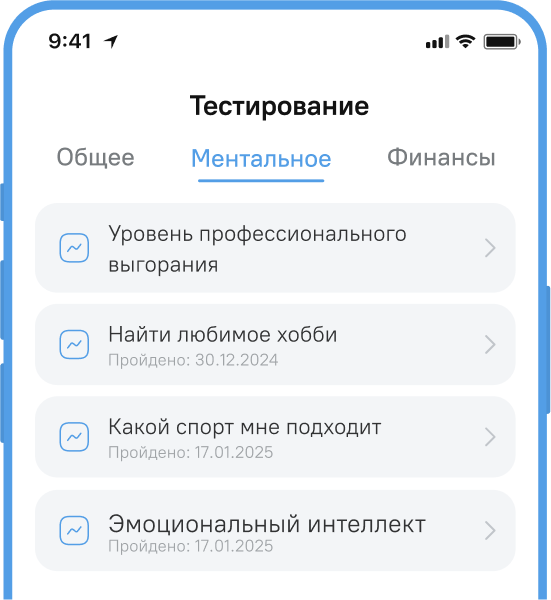 9:41
Тестирование
Общее Ментальное Финансы
Уровень профессионального
выгорания
Найти любимое хобби
Пройдено: 30.12.2024
Какой спорт мне подходит
Пройдено: 17.01.2025
Эмоциональный интеллект
Пройдено: 17.01.2025